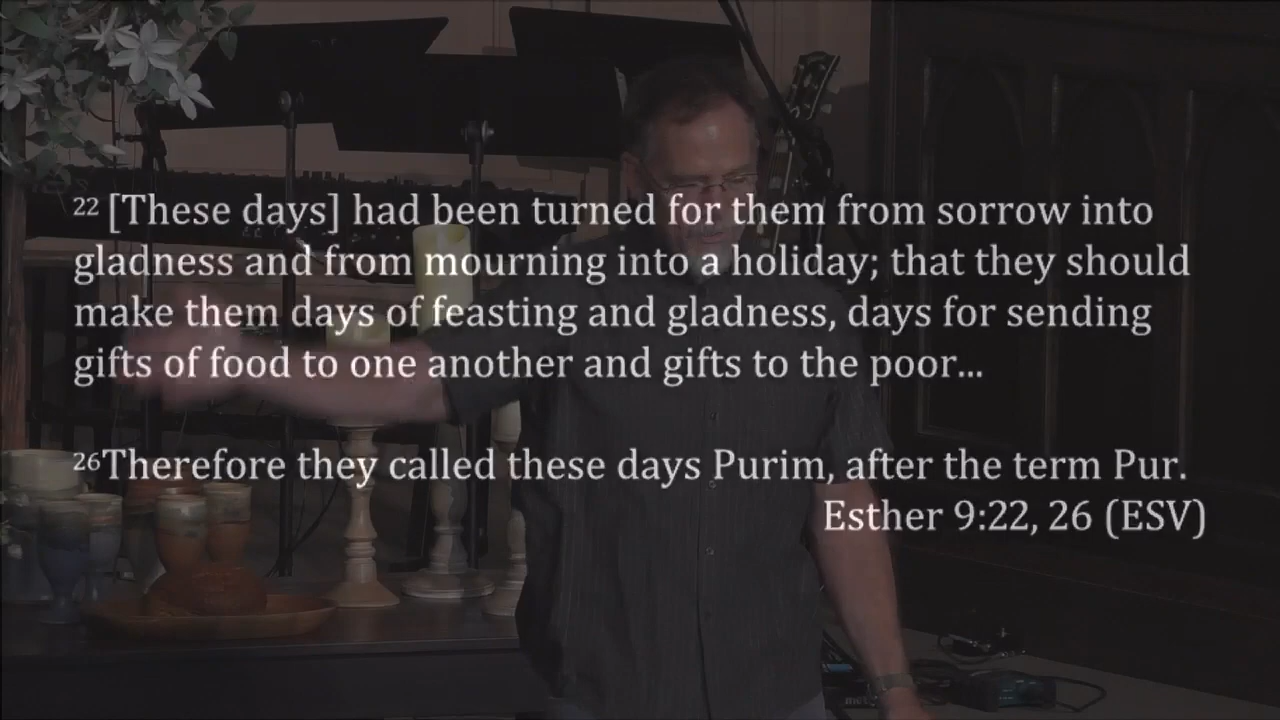 22 [These days] had been turned for them from sorrow into
gladness and from mourning into a holiday; that they should
make them days of feasting and gladness, days for sending
gifts of food to one another and gifts to the poor...
26Therefore they called these days Purim, after the term Pur.
Esther 9:22, 26 (ESV)